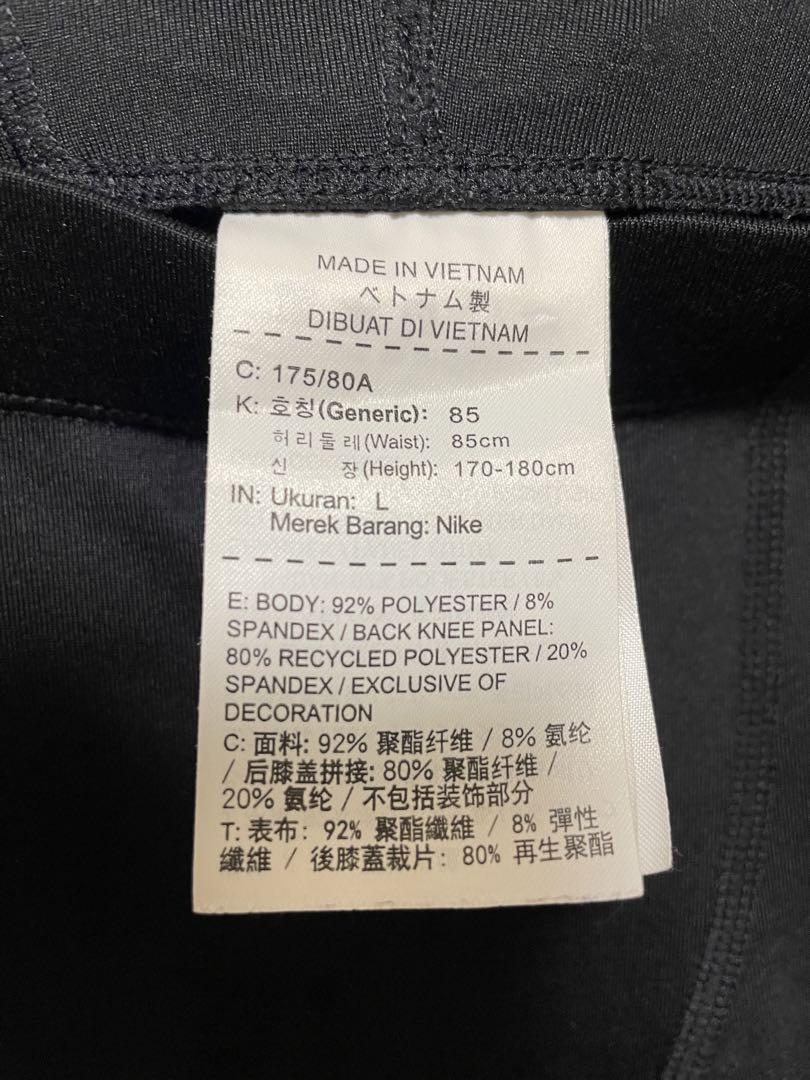 MADE IN VIETNAM
ベトナム製
DIBUAT DI VIETNAM
C: 175/80A
K: 호칭(Generic): 85
허리둘레(Waist): 85cm
신 장(Height): 170-180cm
IN: Ukuran: L
Merek Barang: Nike
E: BODY: 92% POLYESTER / 8%
SPANDEX / BACK KNEE PANEL:
80% RECYCLED POLYESTER / 20%
SPANDEX / EXCLUSIVE OF
DECORATION
C: 面料: 92% 聚酯纤维 / 8% 氨纶
/ 后膝盖拼接: 80% 聚酯纤维 /
20% 氨纶 / 不包括装饰部分
T: 表布: 92% 聚酯纖維 / 8% 彈性
纖維 / 後膝蓋裁片: 80% 再生聚酯